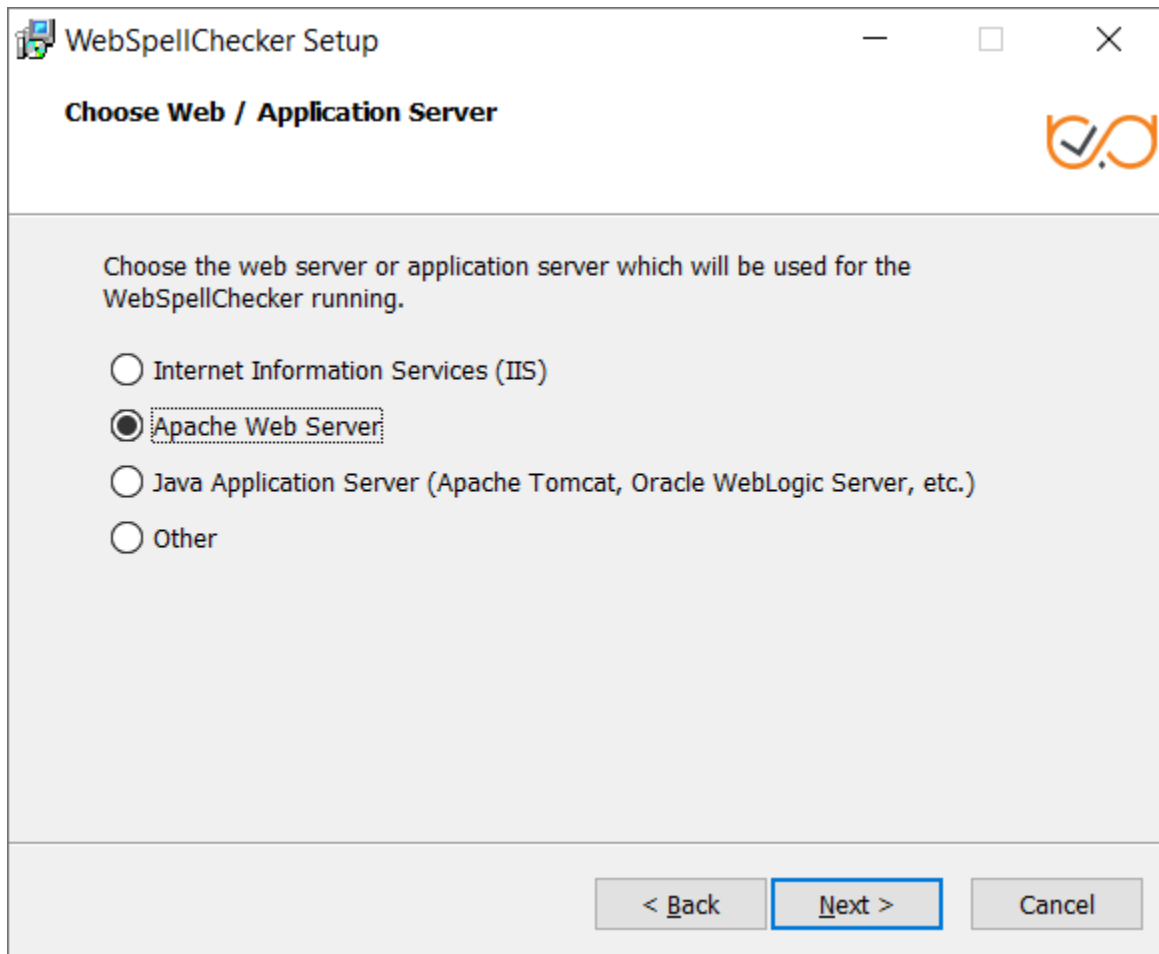 WebSpellChecker Setup
Choose Web / Application Server
Choose the web server or application server which will be used for the
WebSpellChecker running.
Internet Information Services (IIS)
Apache Web Server
Java Application Server (Apache Tomcat, Oracle WebLogic Server, etc.)
Other
< Back
Next >
Cancel